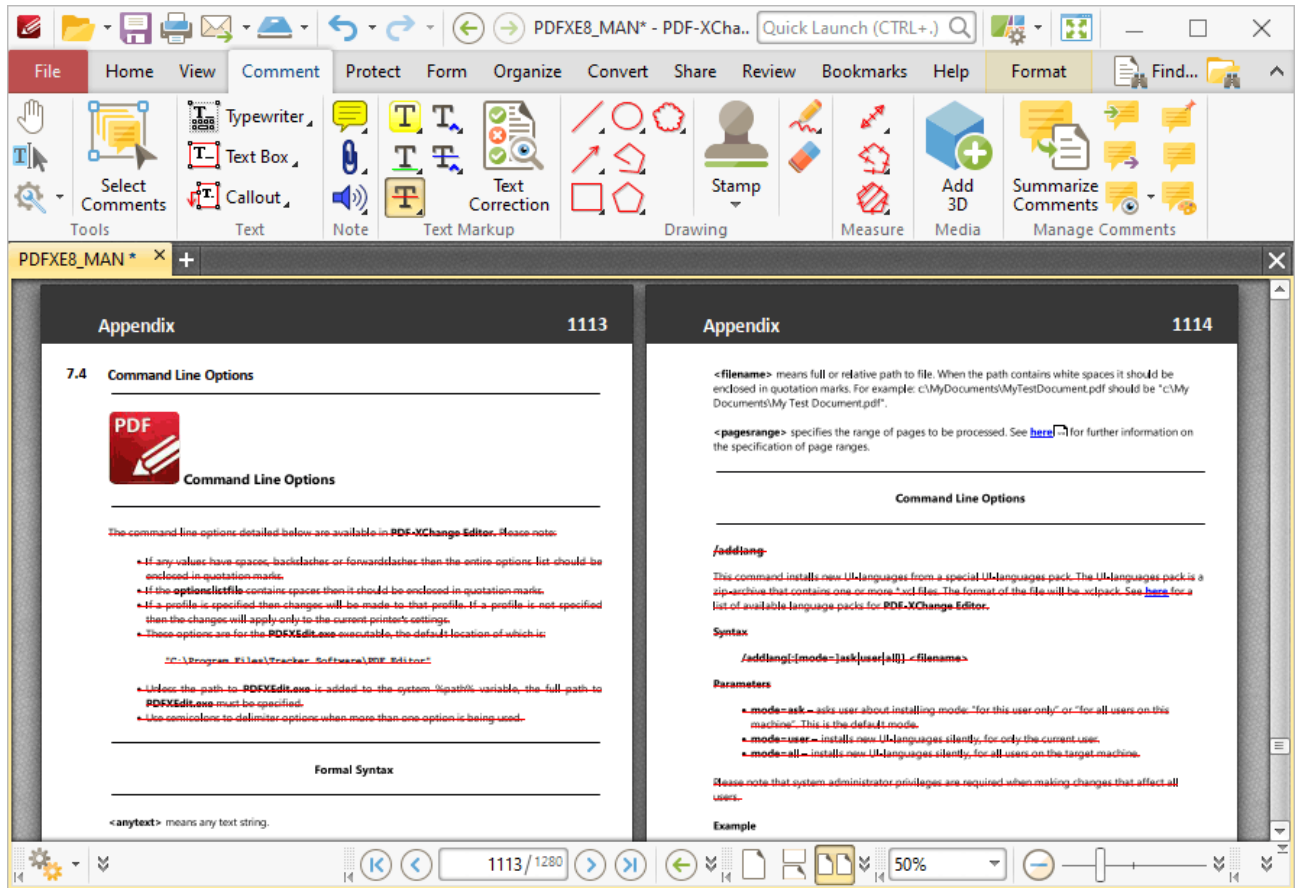 PDFXE8_MAN* - PDF-XCha.. Quick Launch (CTRL+.)
File Home View Comment Protect Form Organize Convert Share Review Bookmarks Help Format Find...
Select Comments
Typewriter
Text Box
Callout
Text Correction
Stamp
Add 3D
Summarize Comments
Tools Text Note Text Markup Drawing Measure Media Manage Comments
PDFXE8_MAN *
Appendix 1113
7.4 Command Line Options
PDF
Command Line Options
The command line options detailed below are available in PDF-XChange Editor. Please note:
• If any values have spaces, backslashes or forwardslashes then the entire options list should be
enclosed in quotation marks.
• If the optionslistfile contains spaces then it should be enclosed in quotation marks.
• If a profile is specified then changes will be made to that profile. If a profile is not specified
then the changes will apply only to the current printer's settings.
• These options are for the PDFXEdit.exe executable, the default location of which is:
"C:\Program Files\Tracker Software\PDF Editor"
• Unless the path to PDFXEdit.exe is added to the system %path% variable, the full path to
PDFXEdit.exe must be specified.
• Use semicolons to delimiter options when more than one option is being used.
Formal Syntax
<anytext> means any text string.
Appendix 1114
<filename> means full or relative path to file. When the path contains white spaces it should be
enclosed in quotation marks. For example: c:\MyDocuments\MyTestDocument.pdf should be "c:\My
Documents\My Test Document.pdf".
<pagesrange> specifies the range of pages to be processed. See here for further information on
the specification of page ranges.
Command Line Options
/addlang
This command installs new UI-languages from a special UI-languages pack. The UI-languages pack is a
zip-archive that contains one or more *.xcl files. The format of the file will be .xclpack. See here for a
list of available language packs for PDF-XChange Editor.
Syntax
/addlang[:[mode=]ask|user|all}] <filename>
Parameters
• mode=ask – asks user about installing mode: "for this user only" or "for all users on this
machine". This is the default mode.
• mode=user – installs new UI-languages silently, for only the current user.
• mode=all – installs new UI-languages silently, for all users on the target machine.
Please note that system administrator privileges are required when making changes that affect all
users.
Example
1113 / 1280 50%